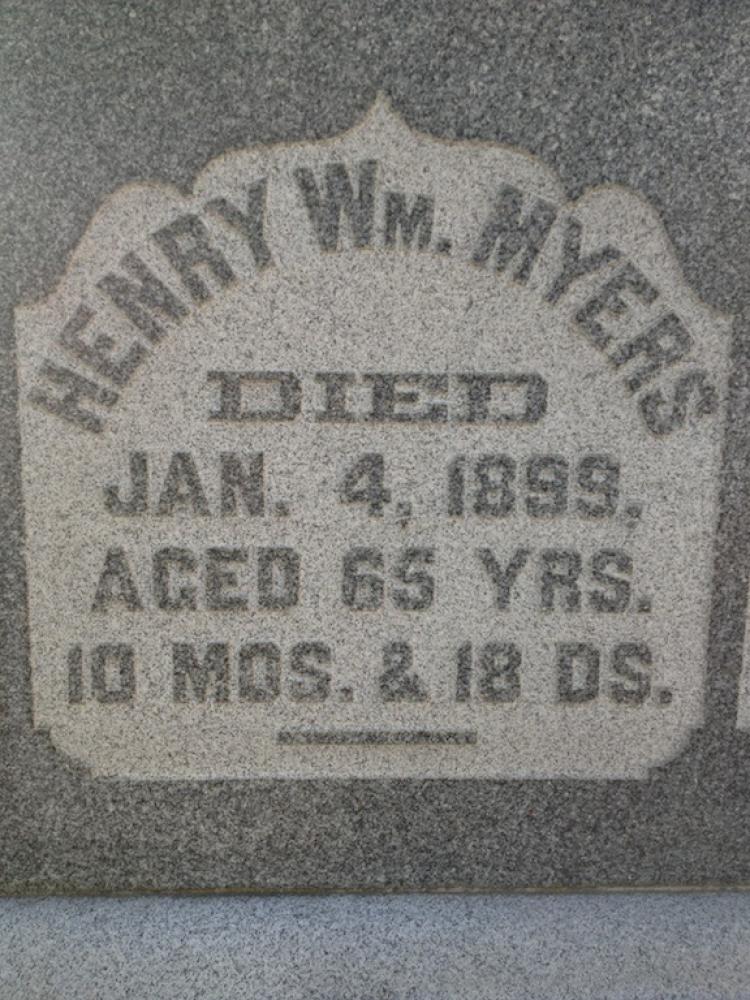 HENRY WM. MYERS
DIED
JAN. 4, 1899.
AGED 65 YRS.
10 MOS. & 18 DS.